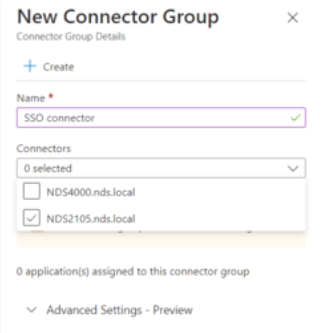 New Connector Group
Connector Group Details
Create
Name *
SSO connector
Connectors
0 selected
NDS4000.nds.local
NDS2105.nds.local
0 application(s) assigned to this connector group
Advanced Settings - Preview